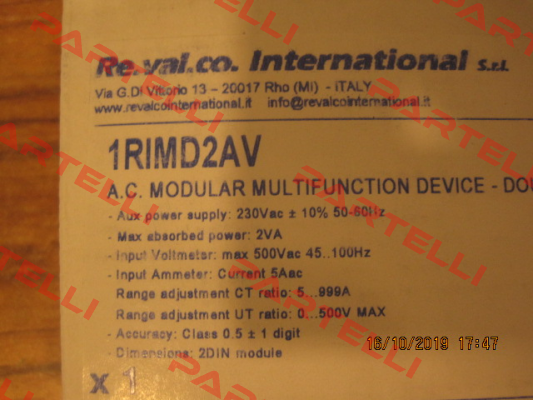 Re.val.co. International s.r.l.
Via G.Di Vittorio 13 - 20017 Rho (Mi) - ITALY
www.revalcointernational.it info@revalcointernational.it
1RIMD2AV
A.C. MODULAR MULTIFUNCTION DEVICE - DOU
- Aux power supply: 230Vac ± 10% 50-60Hz
- Max absorbed power: 2VA
- Input Voltmeter: max 500Vac 45..100Hz
- Input Ammeter: Current 5Aac
Range adjustment CT ratio: 5...999A
Range adjustment UT ratio: 0...500V MAX
- Accuracy: Class 0.5 ± 1 digit
- Dimensions: 2DIN module
x 1
16/10/2019 17:47
PARTELLI